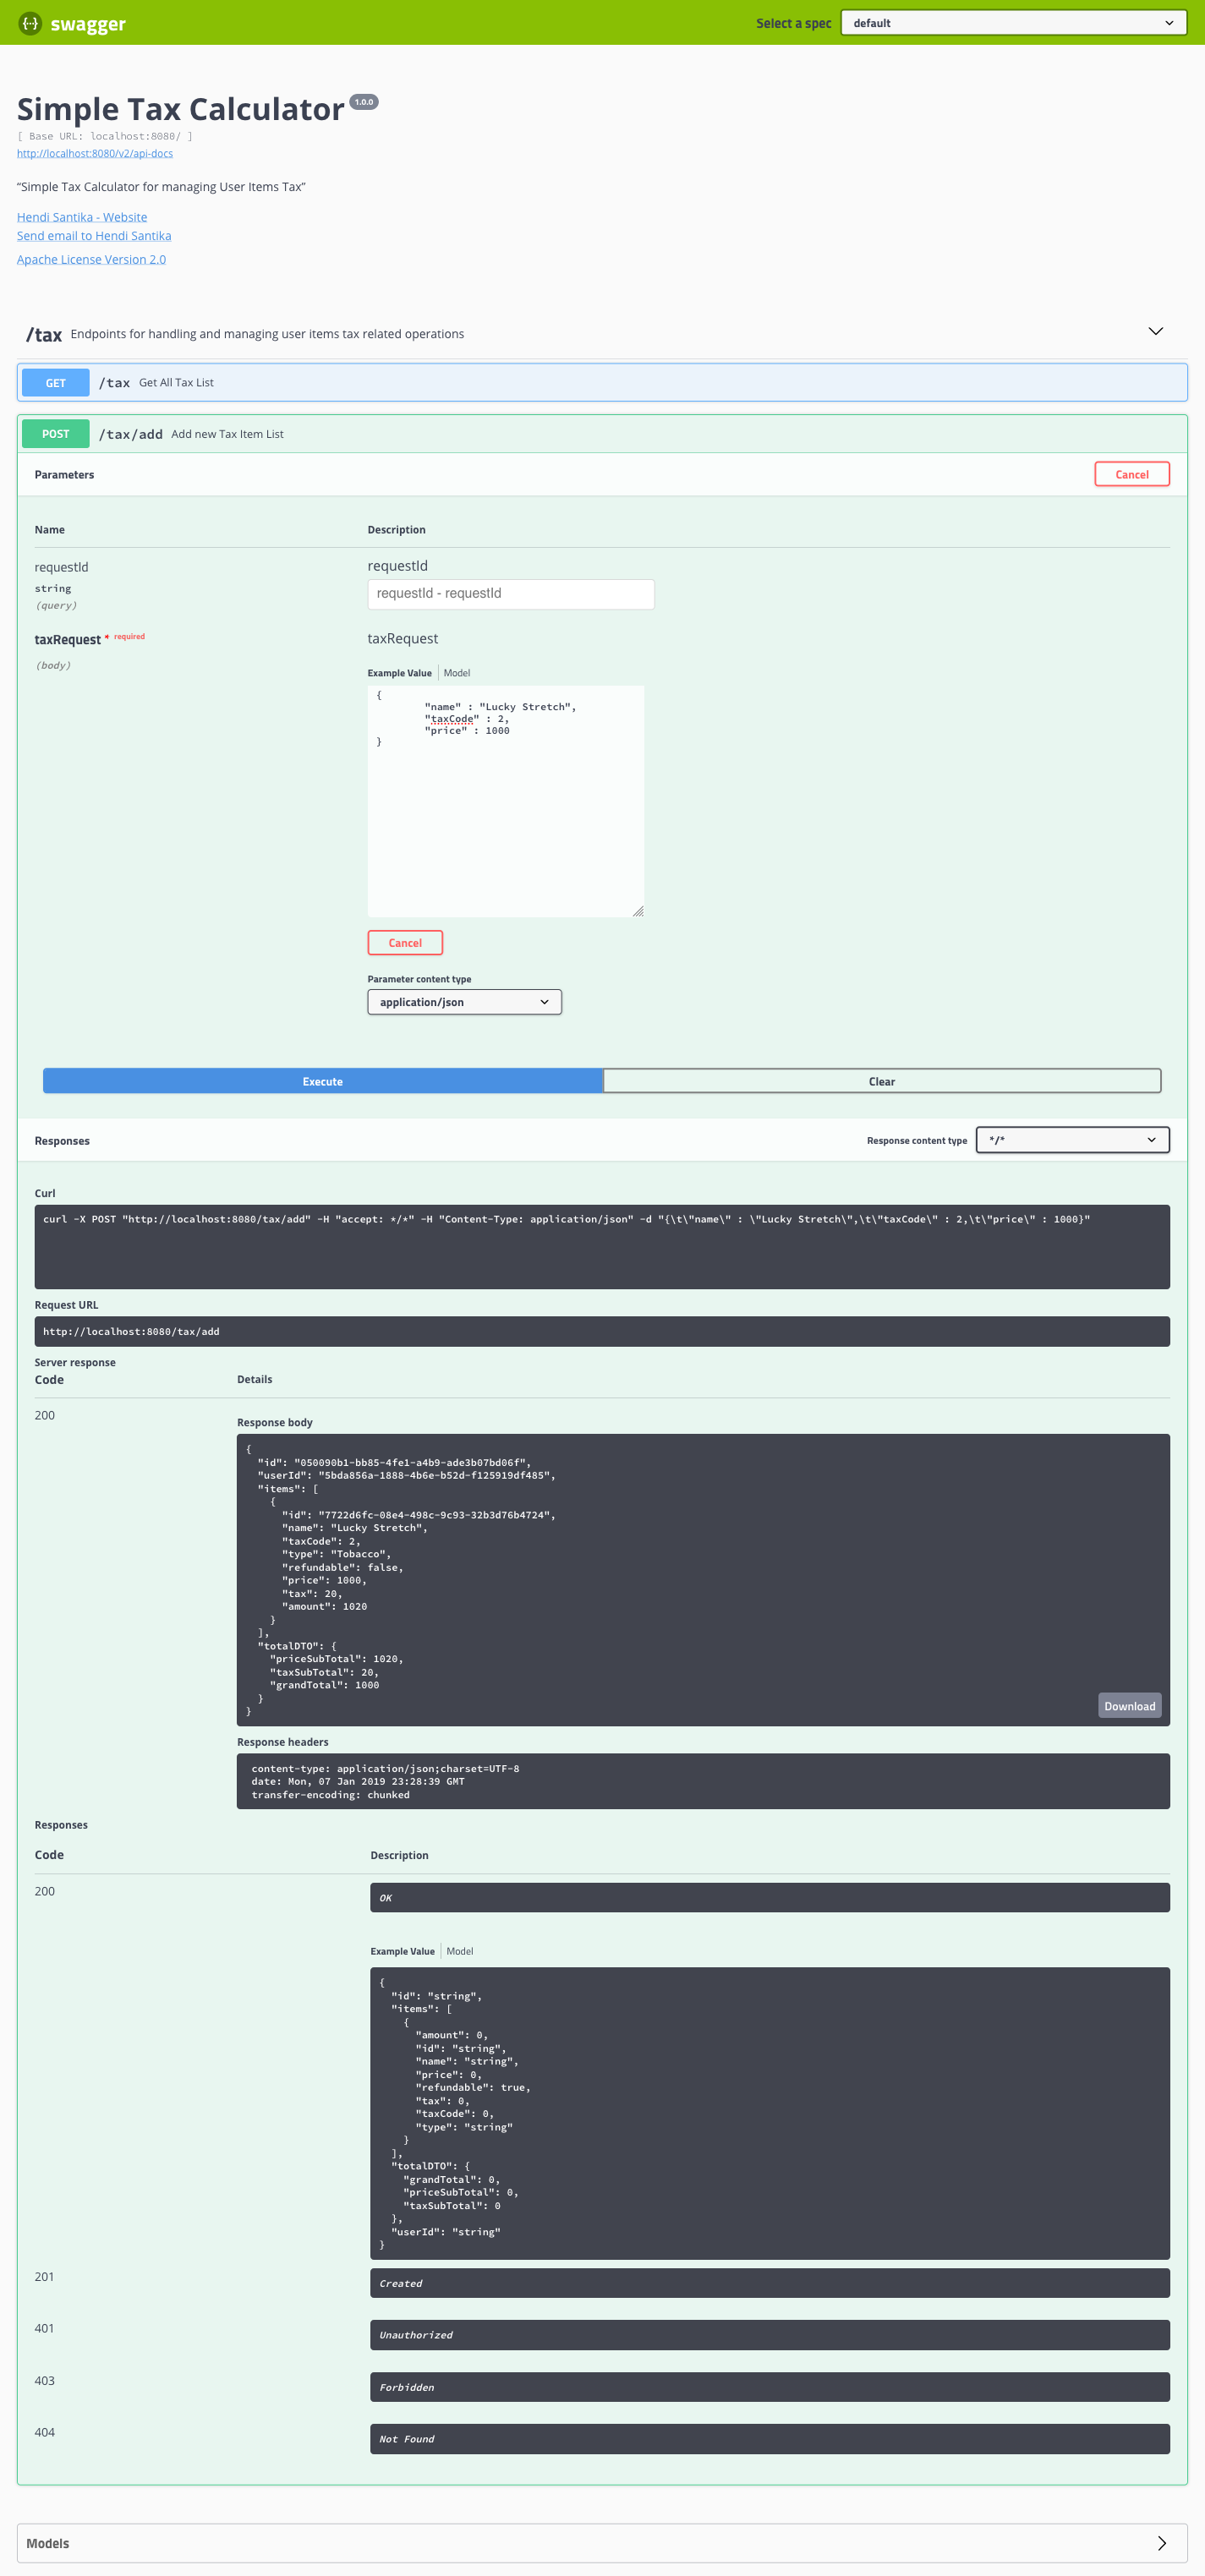 swagger
Select a spec default
Simple Tax Calculator 1.0.0
[ Base URL: localhost:8080/ ]
http://localhost:8080/v2/api-docs
"Simple Tax Calculator for managing User Items Tax"
Hendi Santika - Website
Send email to Hendi Santika
Apache License Version 2.0
/tax Endpoints for handling and managing user items tax related operations
GET /tax Get All Tax List
POST /tax/add Add new Tax Item List
Parameters Cancel
Name Description
requestId requestId
string
(query) requestId - requestId
taxRequest * required taxRequest
(body)
Example Value Model
{
"name" : "Lucky Stretch",
"taxCode" : 2,
"price" : 1000
}
Cancel
Parameter content type
application/json
Execute Clear
Responses Response content type */*
Curl
curl -X POST "http://localhost:8080/tax/add" -H "accept: */*" -H "Content-Type: application/json" -d "{\t\"name\" : \"Lucky Stretch\",\t\"taxCode\" : 2,\t\"price\" : 1000}"
Request URL
http://localhost:8080/tax/add
Server response
Code Details
200
Response body
{
"id": "050090b1-bb85-4fe1-a4b9-ade3b07bd06f",
"userId": "5bda856a-1888-4b6e-b52d-f125919df485",
"items": [
{
"id": "7722d6fc-08e4-498c-9c93-32b3d76b4724",
"name": "Lucky Stretch",
"taxCode": 2,
"type": "Tobacco",
"refundable": false,
"price": 1000,
"tax": 20,
"amount": 1020
}
],
"totalDTO": {
"priceSubTotal": 1020,
"taxSubTotal": 20,
"grandTotal": 1000
}
}
Download
Response headers
content-type: application/json;charset=UTF-8
date: Mon, 07 Jan 2019 23:28:39 GMT
transfer-encoding: chunked
Responses
Code Description
200 OK
Example Value Model
{
"id": "string",
"items": [
{
"amount": 0,
"id": "string",
"name": "string",
"price": 0,
"refundable": true,
"tax": 0,
"taxCode": 0,
"type": "string"
}
],
"totalDTO": {
"grandTotal": 0,
"priceSubTotal": 0,
"taxSubTotal": 0
},
"userId": "string"
}
201 Created
401 Unauthorized
403 Forbidden
404 Not Found
Models